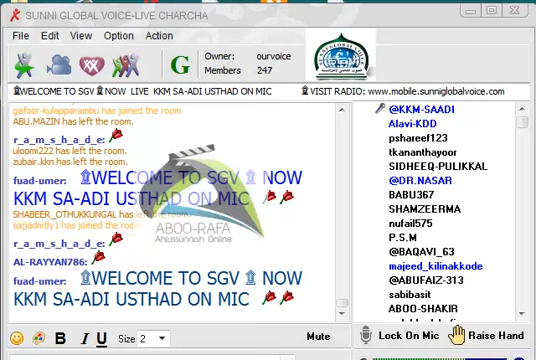 SUNNI GLOBAL VOICE-LIVE CHARCHA
File Edit View Option Action
G
Owner: ourvoice
Members 247
SUNNI GLOBAL VOICE
WELCOME TO SGV NOW LIVE KKM SA-ADI USTHAD ON MIC
VISIT RADIO: www.mobile.sunniglobalvoice.com
gafoor-kulapparambu has joined the room
ABU.MAZIN has left the room.
r_a_m_s_h_a_d_e:
uloomi222 has left the room.
zubair.kkn has left the room.
fuad-umer: WELCOME TO SGV NOW
KKM SA-ADI USTHAD ON MIC
SHABEER_OTHUKKUNGAL has left the room.
sajjadntly1 has joined the room
r_a_m_s_h_a_d_e:
AL-RAYYAN786:
fuad-umer: WELCOME TO SGV NOW
KKM SA-ADI USTHAD ON MIC
ABOO-RAFA
Ahlussunnah Online
@KKM-SAADI
Alavi-KDD
pshareef123
tkananthayoor
SIDHEEQ-PULIKKAL
@DR.NASAR
BABU367
SHAMZEERMA
nufail575
P.S.M
@BAQAVI_63
majeed_kilinakkode
@ABUFAIZ-313
sabibasit
ABOO-SHAKIR
B I U Size 2 Mute
Lock On Mic Raise Hand